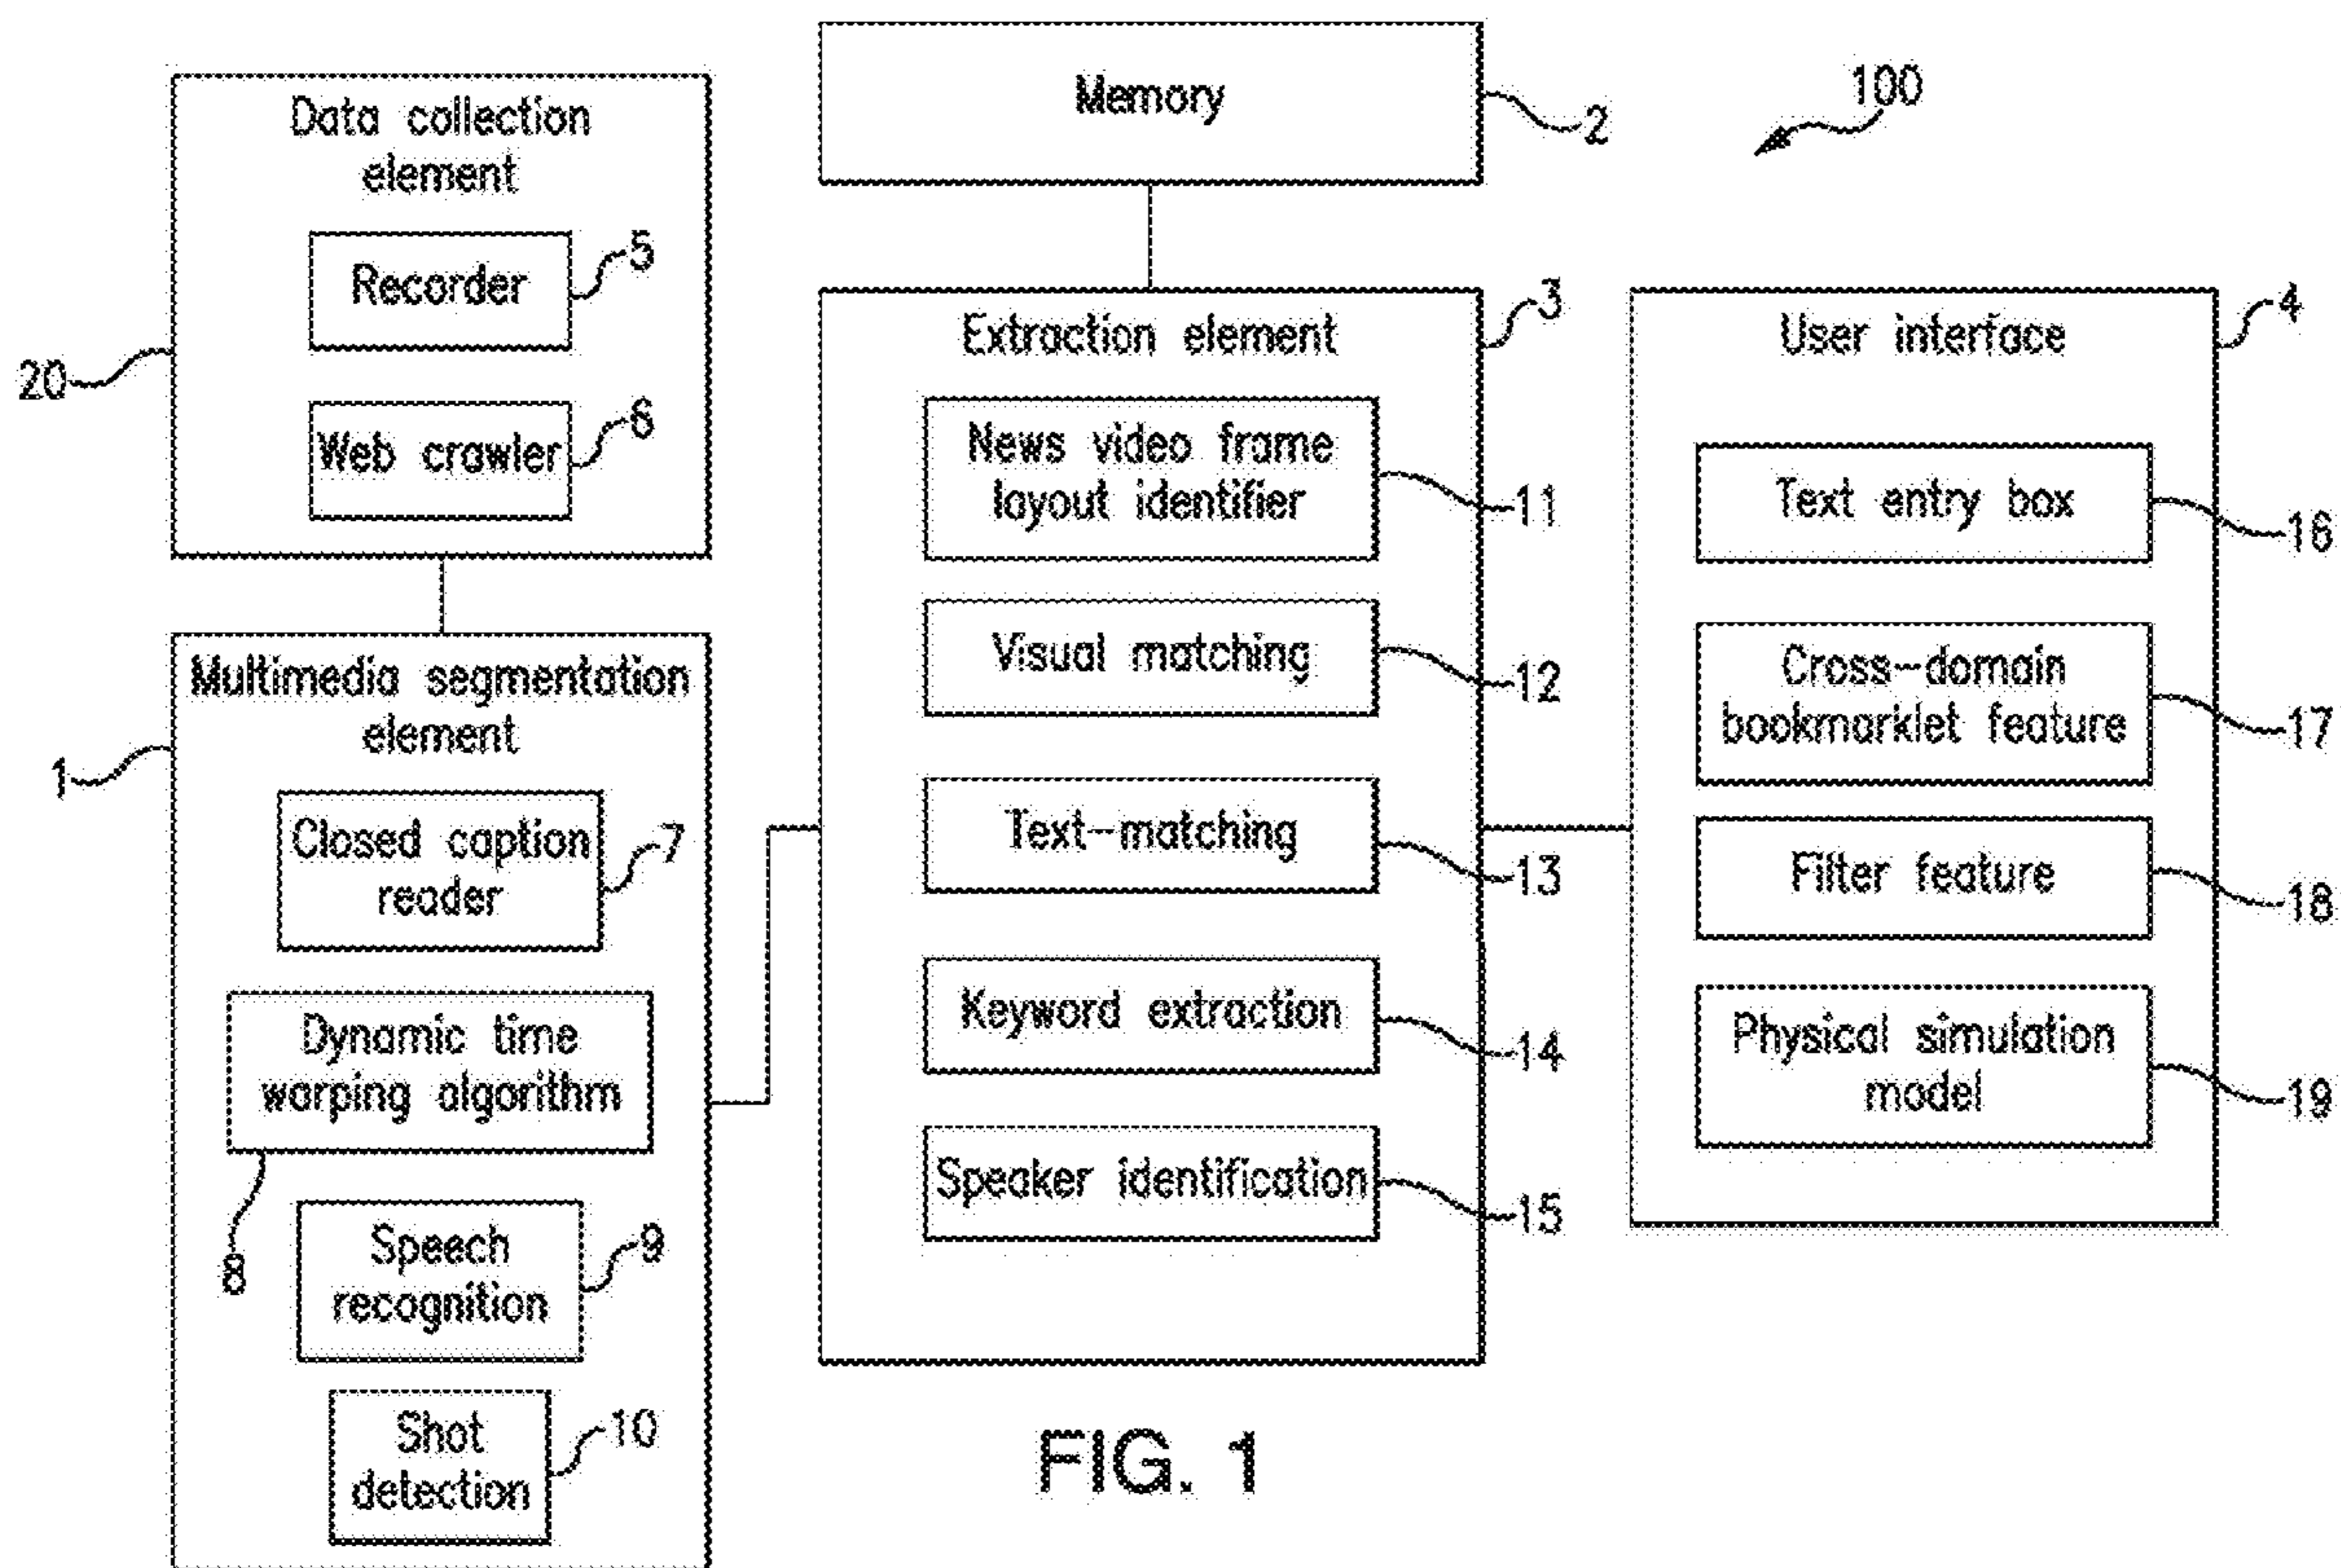 Data collection
element
Recorder
5
Web crawler
6
20
Multimedia segmentation
element
1
Closed caption
reader
7
Dynamic time
warping algorithm
8
Speech
recognition
9
Shot
detection
10
Memory
2
100
Extraction element
3
News video frame
layout identifier
11
Visual matching
12
Text-matching
13
Keyword extraction
14
Speaker identification
15
User interface
4
Text entry box
16
Cross-domain
bookmarklet feature
17
Filter feature
18
Physical simulation
model
19
FIG. 1